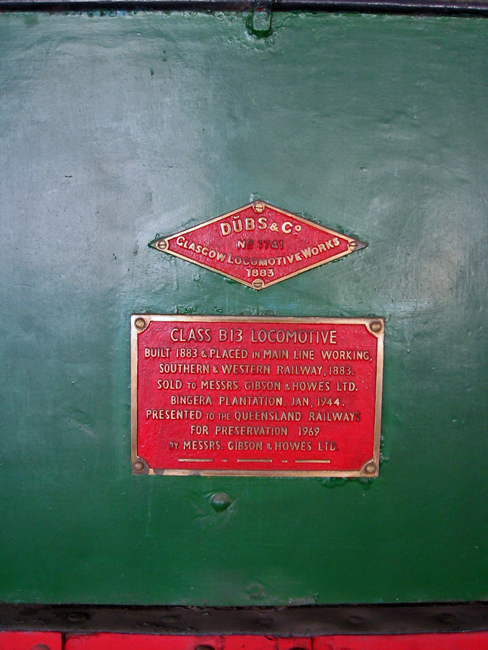 DÜBS & Co
No 1741
GLASGOW LOCOMOTIVE WORKS
1883
CLASS B13 LOCOMOTIVE
BUILT 1883 & PLACED IN MAIN LINE WORKING,
SOUTHERN & WESTERN RAILWAY, 1883.
SOLD TO MESSRS. GIBSON & HOWES LTD.
BINGERA PLANTATION, JAN, 1944.
PRESENTED TO THE QUEENSLAND RAILWAYS
FOR PRESERVATION 1969
BY MESSRS. GIBSON & HOWES LTD.